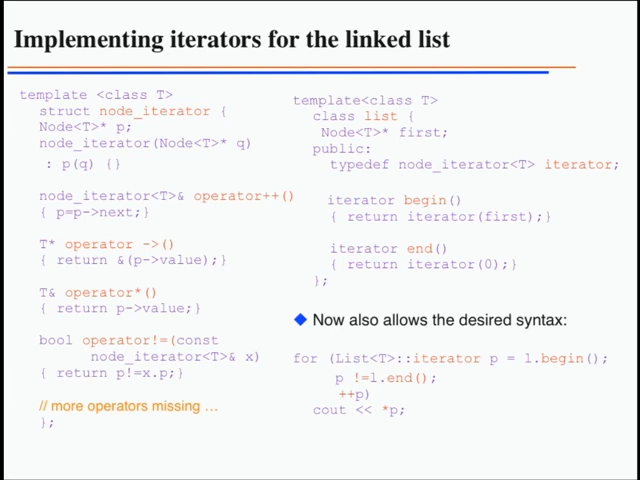 Implementing iterators for the linked list
template <class T>
struct node_iterator {
Node<T>* p;
node_iterator(Node<T>* q)
: p(q) {}
node_iterator<T>& operator++()
{ p=p->next;}
T* operator ->()
{ return &(p->value);}
T& operator*()
{ return p->value;}
bool operator!=(const
node_iterator<T>& x)
{ return p!=x.p;}
// more operators missing …
};
template<class T>
class list {
Node<T>* first;
public:
typedef node_iterator<T> iterator;
iterator begin()
{ return iterator(first);}
iterator end()
{ return iterator(0);}
};
Now also allows the desired syntax:
for (List<T>::iterator p = l.begin();
p !=l.end();
++p)
cout << *p;